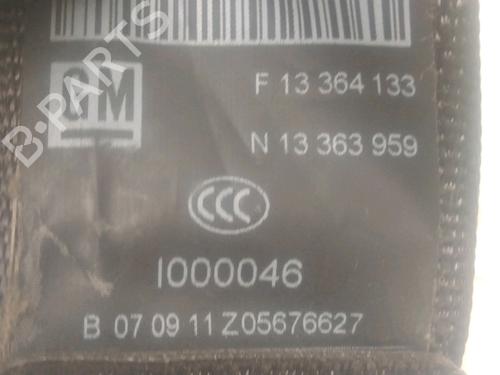 GM
F 13 364 133
N 13 363 959
CCC
I000046
B 07 09 11 Z05676627
B-PARTS